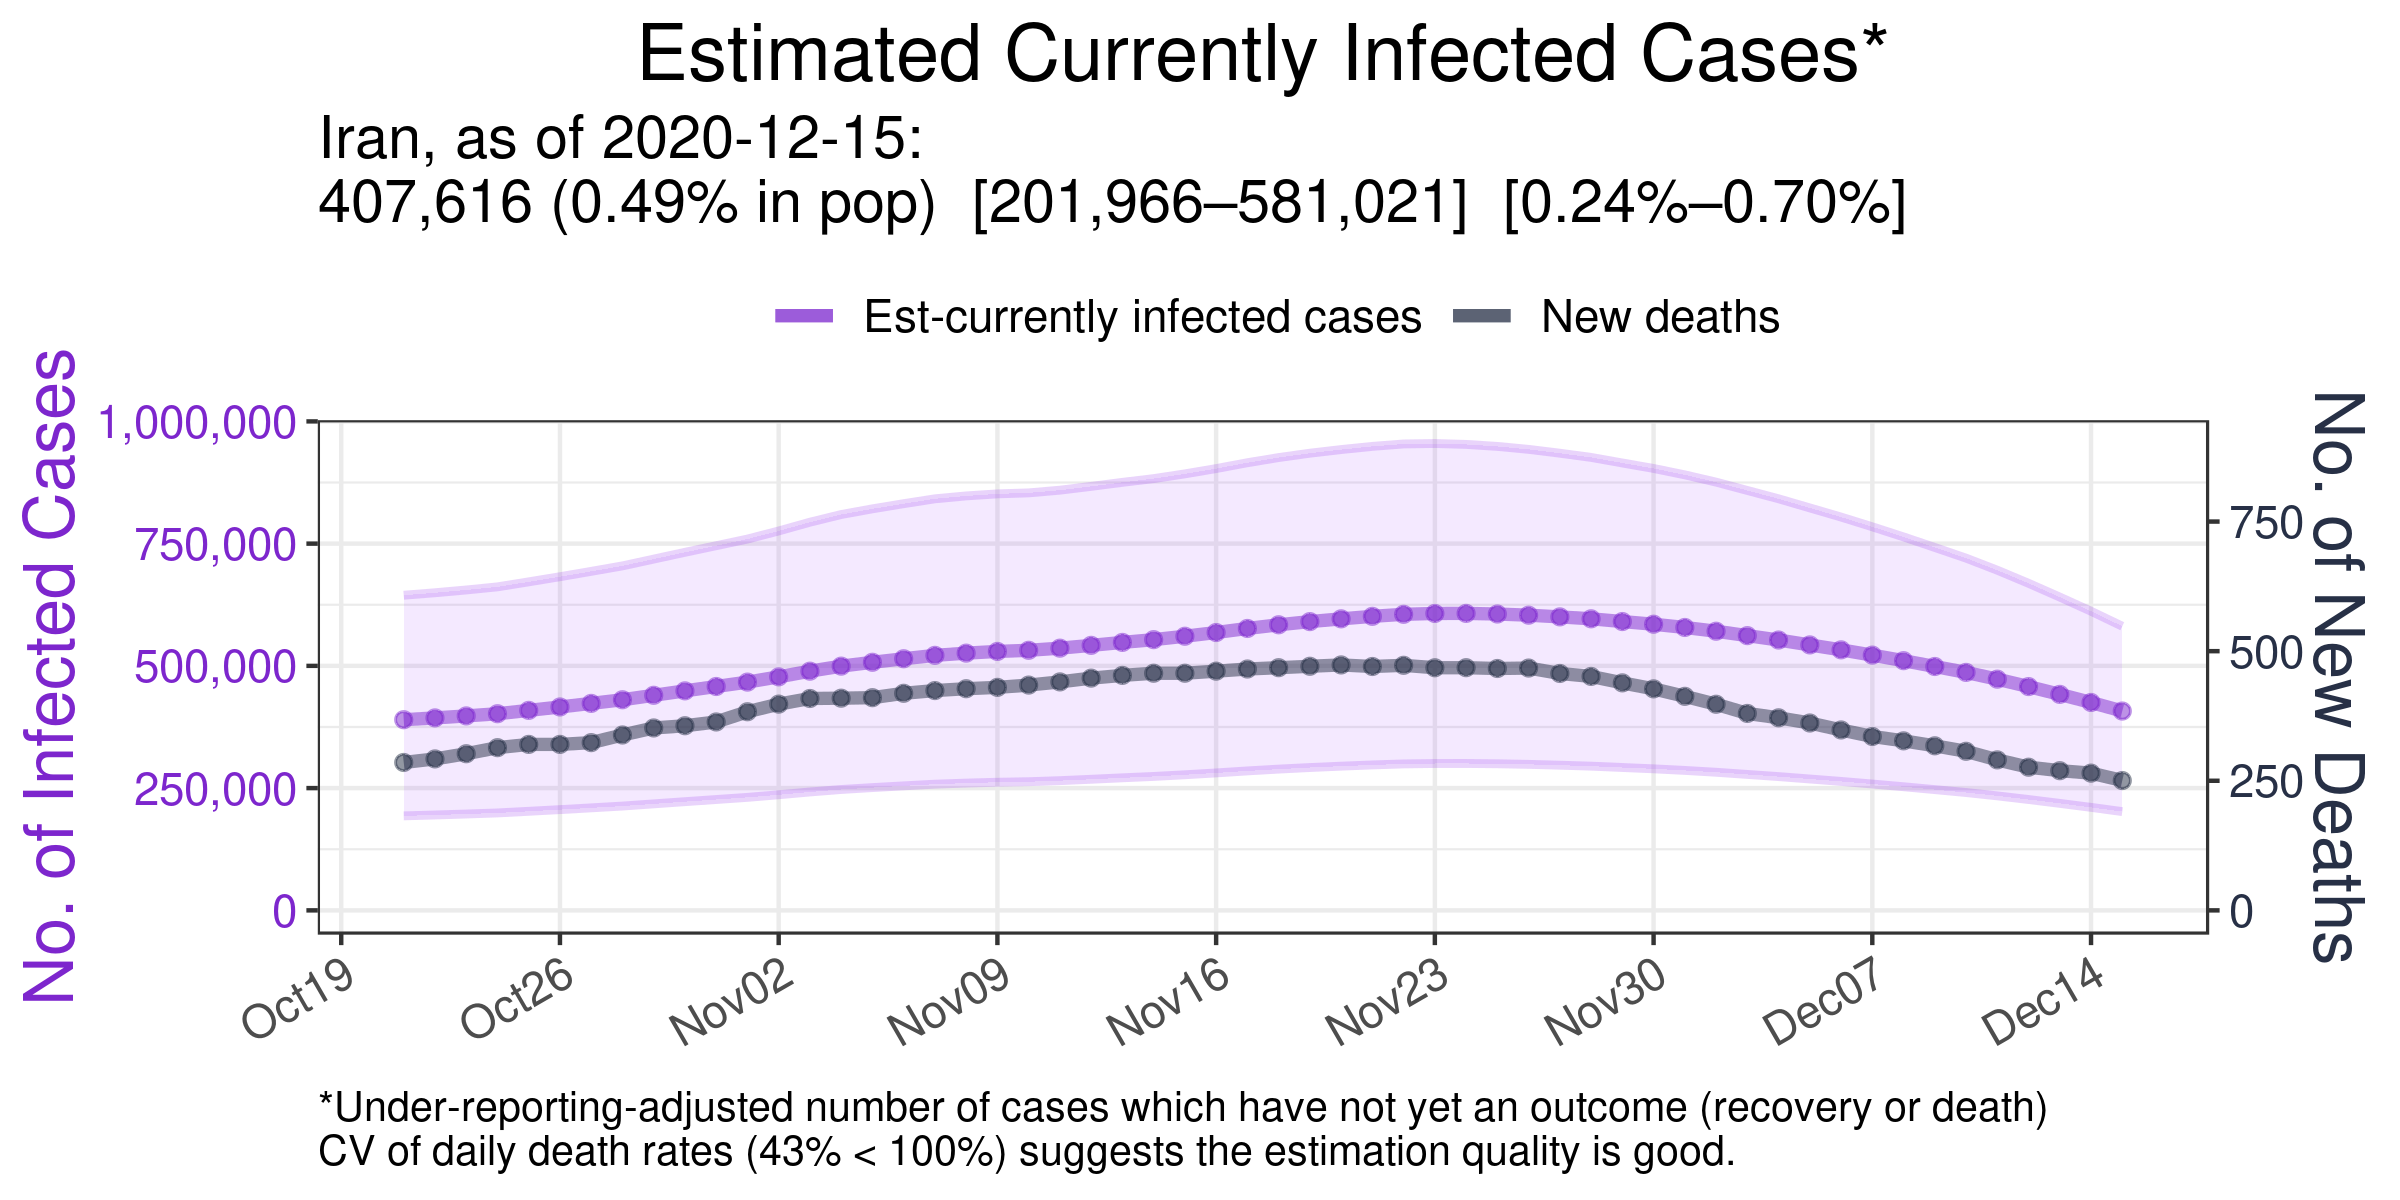 Estimated Currently Infected Cases*
Iran, as of 2020-12-15:
407,616 (0.49% in pop) [201,966–581,021] [0.24%–0.70%]
Est-currently infected cases
New deaths
No. of Infected Cases
1,000,000
750,000
500,000
250,000
0
No. of New Deaths
750
500
250
0
Oct19
Oct26
Nov02
Nov09
Nov16
Nov23
Nov30
Dec07
Dec14
*Under-reporting-adjusted number of cases which have not yet an outcome (recovery or death)
CV of daily death rates (43% < 100%) suggests the estimation quality is good.